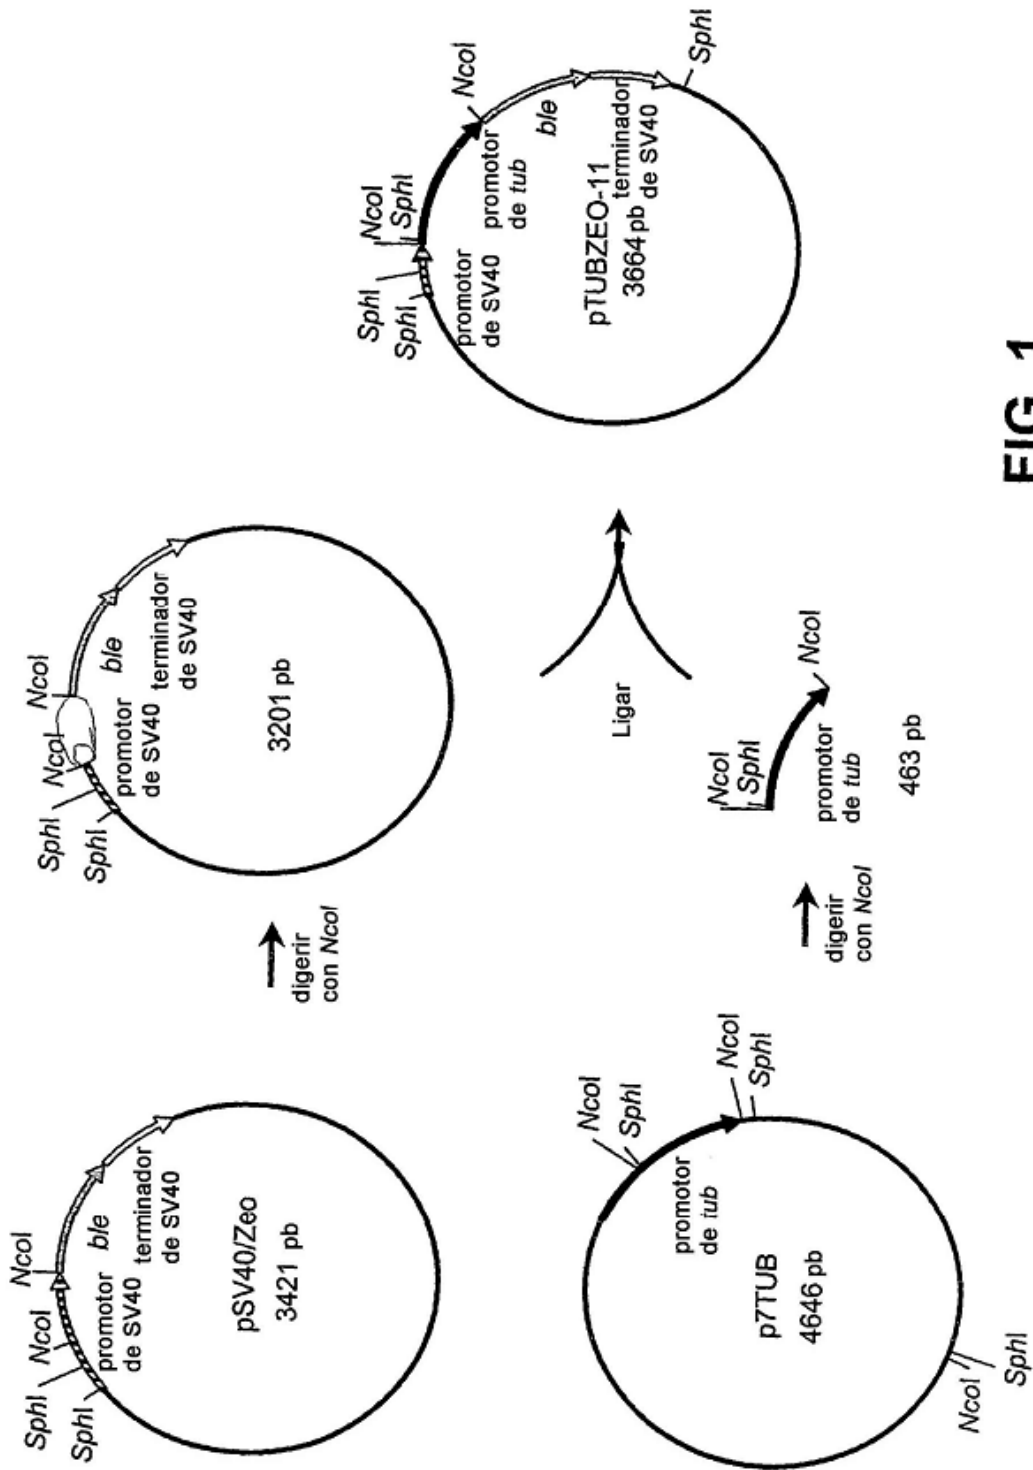 SphI
SphI
NcoI
NcoI
promotor
de SV40
ble
terminador
de SV40
pSV40/Zeo
3421 pb
digerir
con NcoI
SphI
SphI
NcoI
NcoI
promotor
de SV40
ble
terminador
de SV40
3201 pb
NcoI
SphI
promotor
de tub
NcoI
SphI
p7TUB
4646 pb
NcoI
SphI
digerir
con NcoI
NcoI
SphI
promotor
de tub
NcoI
463 pb
Ligar
SphI
SphI
NcoI
SphI
promotor
de SV40
promotor
de tub
NcoI
ble
terminador
de SV40
SphI
pTUBZEO-11
3664 pb
FIG. 1